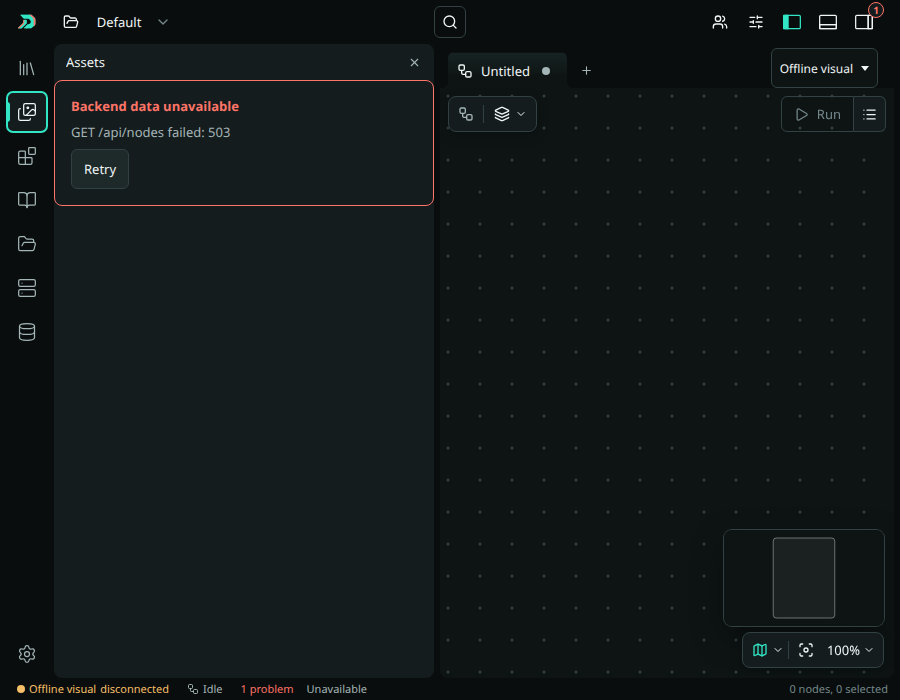 Default
1
Assets
Untitled
Offline visual
Backend data unavailable
GET /api/nodes failed: 503
Retry
Run
100%
Offline visual disconnected
Idle
1 problem
Unavailable
0 nodes, 0 selected